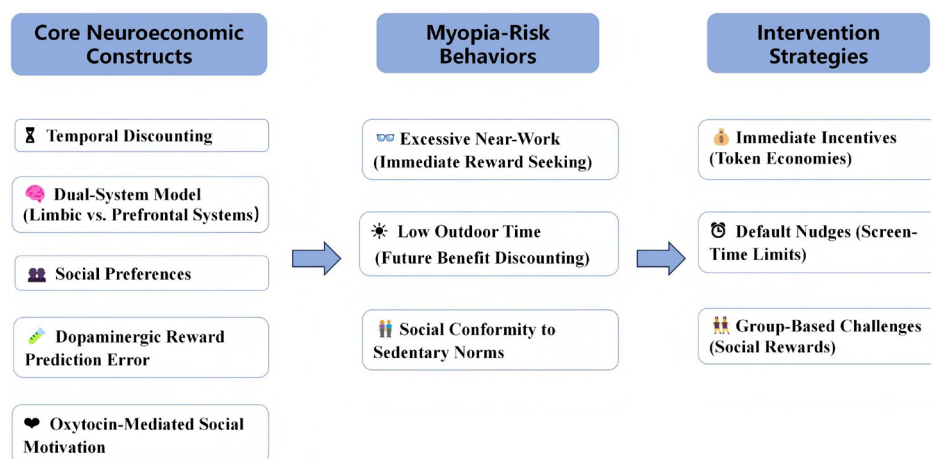 Core Neuroeconomic
Constructs
Temporal Discounting
Dual-System Model
(Limbic vs. Prefrontal Systems)
Social Preferences
Dopaminergic Reward
Prediction Error
Oxytocin-Mediated Social
Motivation
Myopia-Risk
Behaviors
Excessive Near-Work
(Immediate Reward Seeking)
Low Outdoor Time
(Future Benefit Discounting)
Social Conformity to
Sedentary Norms
Intervention
Strategies
Immediate Incentives
(Token Economies)
Default Nudges (Screen-
Time Limits)
Group-Based Challenges
(Social Rewards)